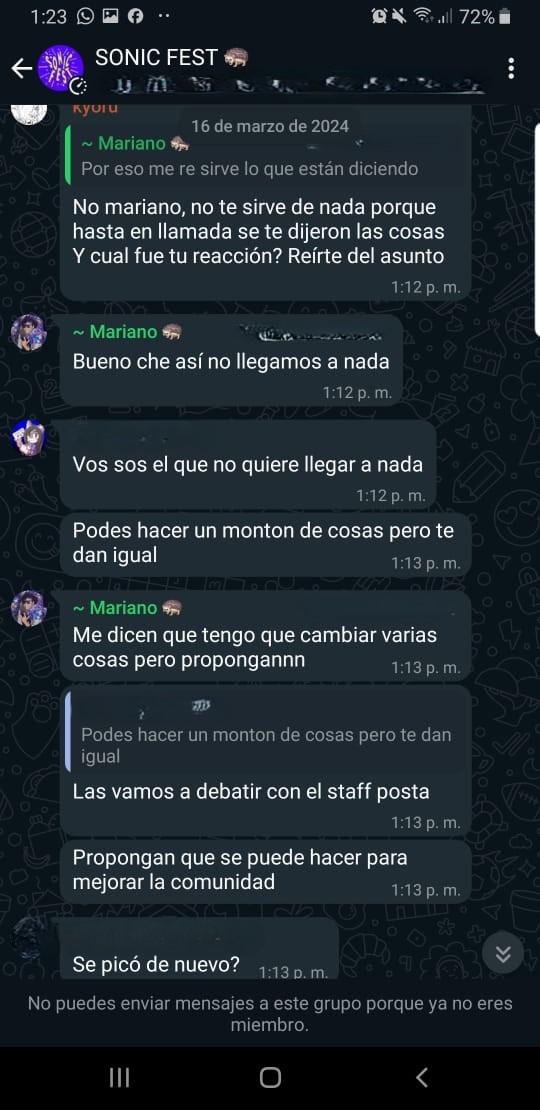 1:23
72%
SONIC FEST 🦔
kyoru
16 de marzo de 2024
~ Mariano 🦔
Por eso me re sirve lo que están diciendo
No mariano, no te sirve de nada porque
hasta en llamada se te dijeron las cosas
Y cual fue tu reacción? Reírte del asunto
1:12 p. m.
~ Mariano 🦔
Bueno che así no llegamos a nada
1:12 p. m.
Vos sos el que no quiere llegar a nada
1:12 p. m.
Podes hacer un monton de cosas pero te
dan igual
1:13 p. m.
~ Mariano 🦔
Me dicen que tengo que cambiar varias
cosas pero propongannn
1:13 p. m.
Podes hacer un monton de cosas pero te dan
igual
Las vamos a debatir con el staff posta
1:13 p. m.
Propongan que se puede hacer para
mejorar la comunidad
1:13 p. m.
Se picó de nuevo?
1:13 p. m.
No puedes enviar mensajes a este grupo porque ya no eres
miembro.